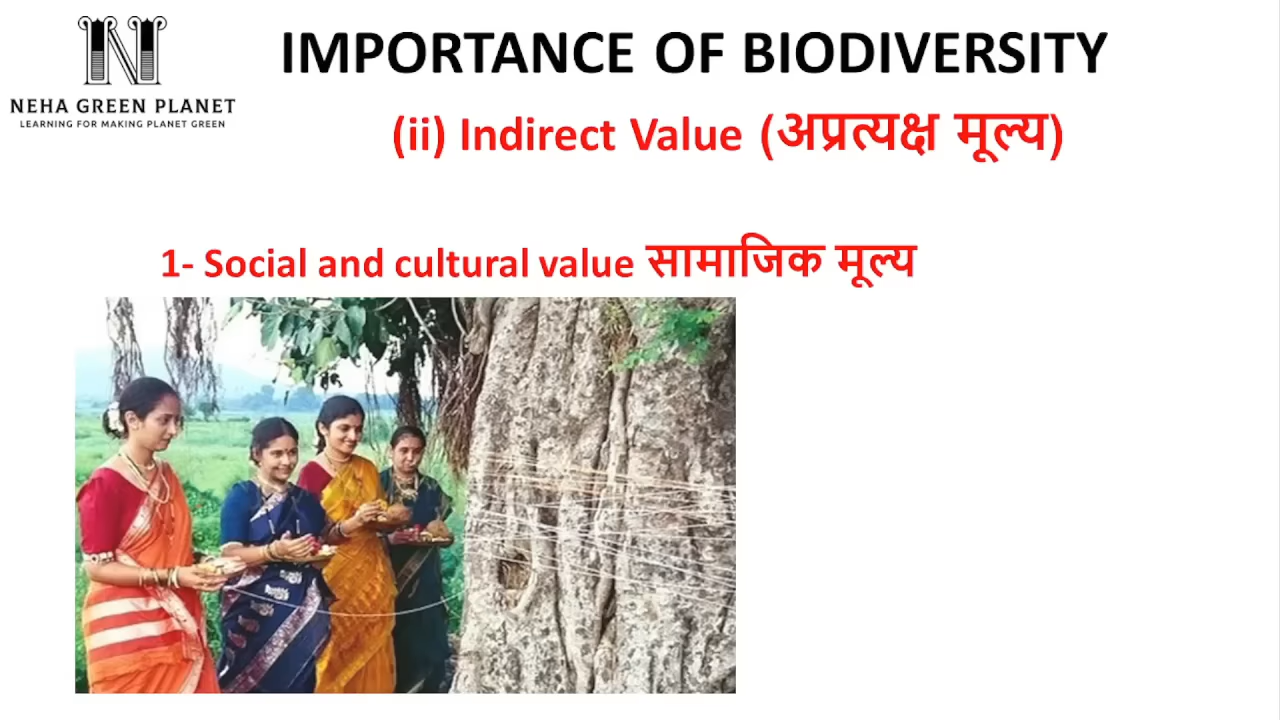 N
NEHA GREEN PLANET
LEARNING FOR MAKING PLANET GREEN
IMPORTANCE OF BIODIVERSITY
(ii) Indirect Value (अप्रत्यक्ष मूल्य)
1- Social and cultural value सामाजिक मूल्य